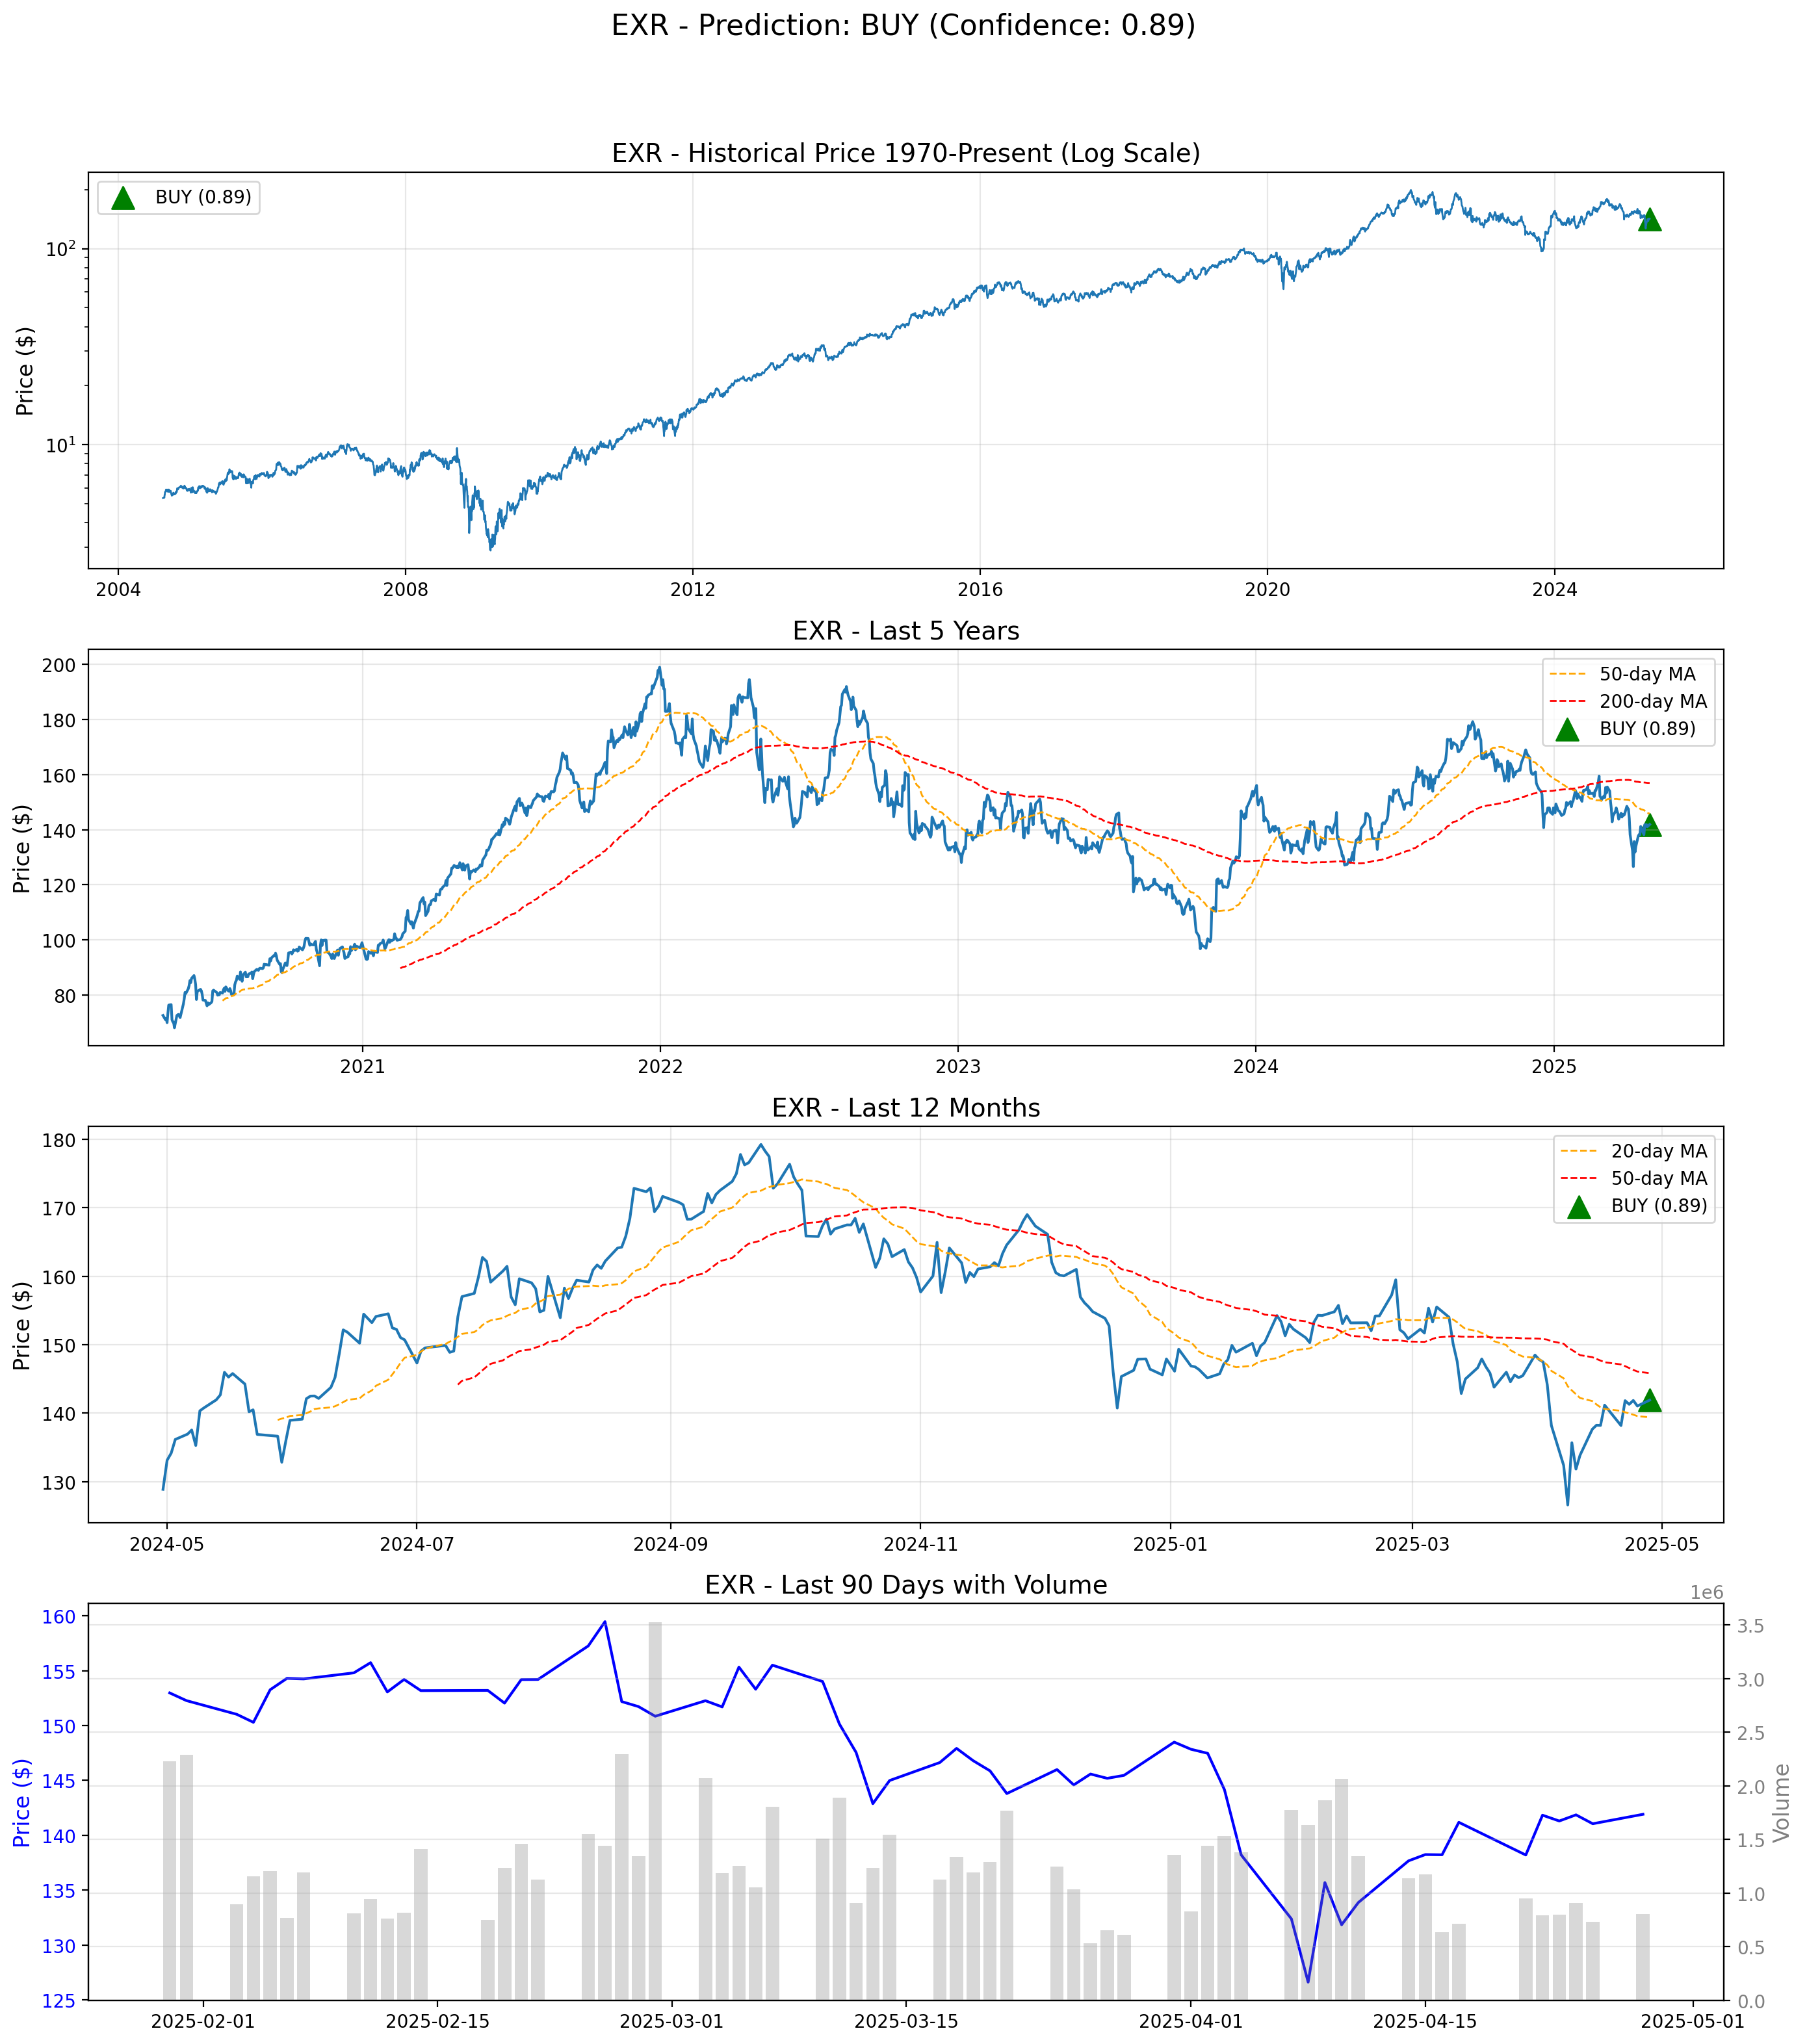 EXR - Prediction: BUY (Confidence: 0.89)
EXR - Historical Price 1970-Present (Log Scale)
BUY (0.89)
Price ($)
10²
10¹
2004 2008 2012 2016 2020 2024
EXR - Last 5 Years
50-day MA
200-day MA
BUY (0.89)
Price ($)
200
180
160
140
120
100
80
2021 2022 2023 2024 2025
EXR - Last 12 Months
20-day MA
50-day MA
BUY (0.89)
Price ($)
180
170
160
150
140
130
2024-05 2024-07 2024-09 2024-11 2025-01 2025-03 2025-05
EXR - Last 90 Days with Volume
1e6
Price ($)
160
155
150
145
140
135
130
125
3.5
3.0
2.5
2.0
1.5
1.0
0.5
0.0
Volume
2025-02-01 2025-02-15 2025-03-01 2025-03-15 2025-04-01 2025-04-15 2025-05-01